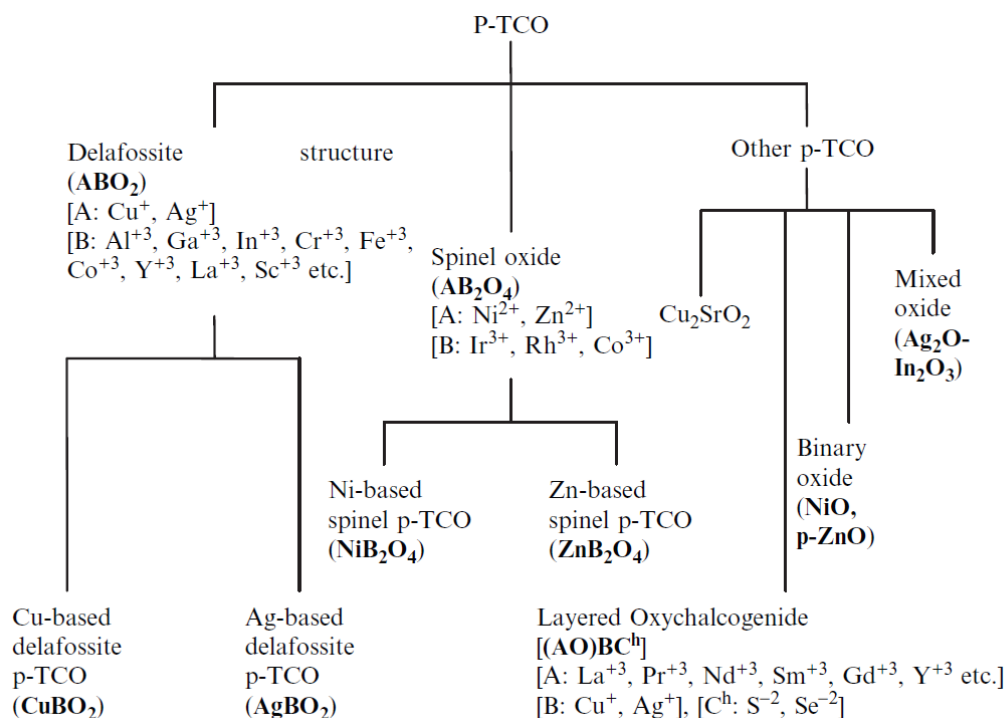 P-TCO
Delafossite structure
(ABO₂)
[A: Cu⁺, Ag⁺]
[B: Al⁺³, Ga⁺³, In⁺³, Cr⁺³, Fe⁺³,
Co⁺³, Y⁺³, La⁺³, Sc⁺³ etc.]
Spinel oxide
(AB₂O₄)
[A: Ni²⁺, Zn²⁺]
[B: Ir³⁺, Rh³⁺, Co³⁺]
Other p-TCO
Cu₂SrO₂
Mixed
oxide
(Ag₂O-
In₂O₃)
Binary
oxide
(NiO,
p-ZnO)
Ni-based
spinel p-TCO
(NiB₂O₄)
Zn-based
spinel p-TCO
(ZnB₂O₄)
Cu-based
delafossite
p-TCO
(CuBO₂)
Ag-based
delafossite
p-TCO
(AgBO₂)
Layered Oxychalcogenide
[(AO)BCʰ]
[A: La⁺³, Pr⁺³, Nd⁺³, Sm⁺³, Gd⁺³, Y⁺³ etc.]
[B: Cu⁺, Ag⁺], [Cʰ: S⁻², Se⁻²]